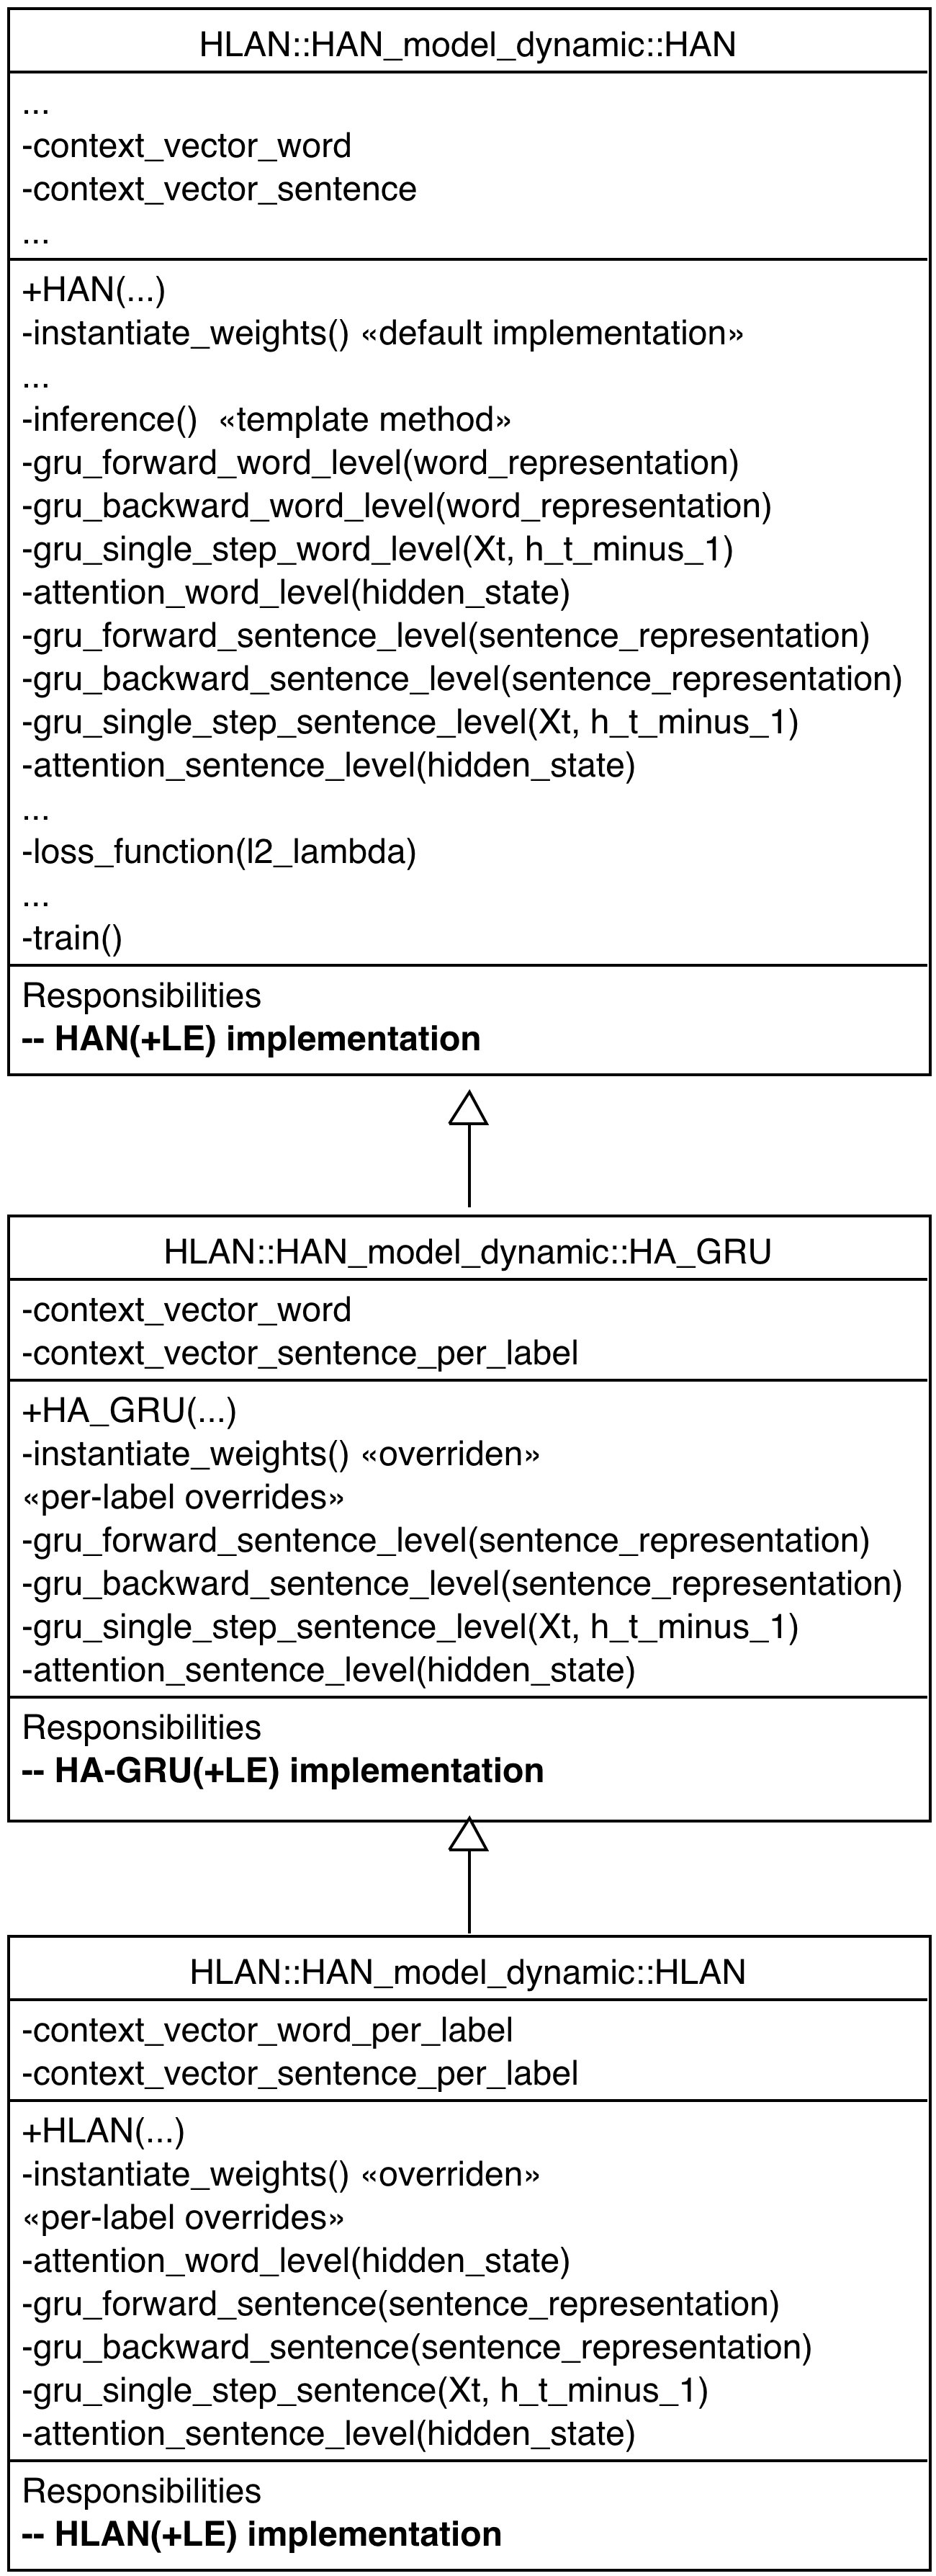 HLAN::HAN_model_dynamic::HAN
...
-context_vector_word
-context_vector_sentence
...
+HAN(...)
-instantiate_weights() «default implementation»
...
-inference()  «template method»
-gru_forward_word_level(word_representation)
-gru_backward_word_level(word_representation)
-gru_single_step_word_level(Xt, h_t_minus_1)
-attention_word_level(hidden_state)
-gru_forward_sentence_level(sentence_representation)
-gru_backward_sentence_level(sentence_representation)
-gru_single_step_sentence_level(Xt, h_t_minus_1)
-attention_sentence_level(hidden_state)
...
-loss_function(l2_lambda)
...
-train()
Responsibilities
-- HAN(+LE) implementation
HLAN::HAN_model_dynamic::HA_GRU
-context_vector_word
-context_vector_sentence_per_label
+HA_GRU(...)
-instantiate_weights() «overriden»
«per-label overrides»
-gru_forward_sentence_level(sentence_representation)
-gru_backward_sentence_level(sentence_representation)
-gru_single_step_sentence_level(Xt, h_t_minus_1)
-attention_sentence_level(hidden_state)
Responsibilities
-- HA-GRU(+LE) implementation
HLAN::HAN_model_dynamic::HLAN
-context_vector_word_per_label
-context_vector_sentence_per_label
+HLAN(...)
-instantiate_weights() «overriden»
«per-label overrides»
-attention_word_level(hidden_state)
-gru_forward_sentence(sentence_representation)
-gru_backward_sentence(sentence_representation)
-gru_single_step_sentence(Xt, h_t_minus_1)
-attention_sentence_level(hidden_state)
Responsibilities
-- HLAN(+LE) implementation